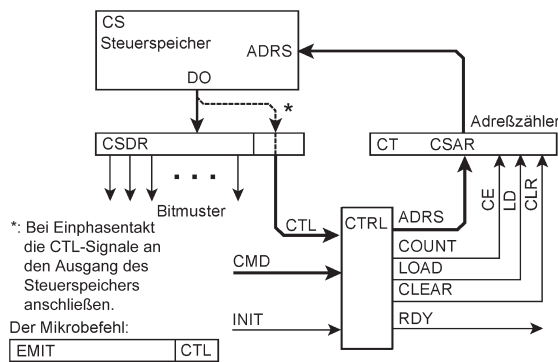 CS
Steuerspeicher
ADRS
DO
*
Adreßzähler
CSDR
CT CSAR
Bitmuster
CE
LD
CLR
*: Bei Einphasentakt
die CTL-Signale an
den Ausgang des
Steuerspeichers
anschließen.
CTL
CTRL
ADRS
COUNT
CMD
LOAD
CLEAR
INIT
RDY
Der Mikrobefehl:
EMIT CTL